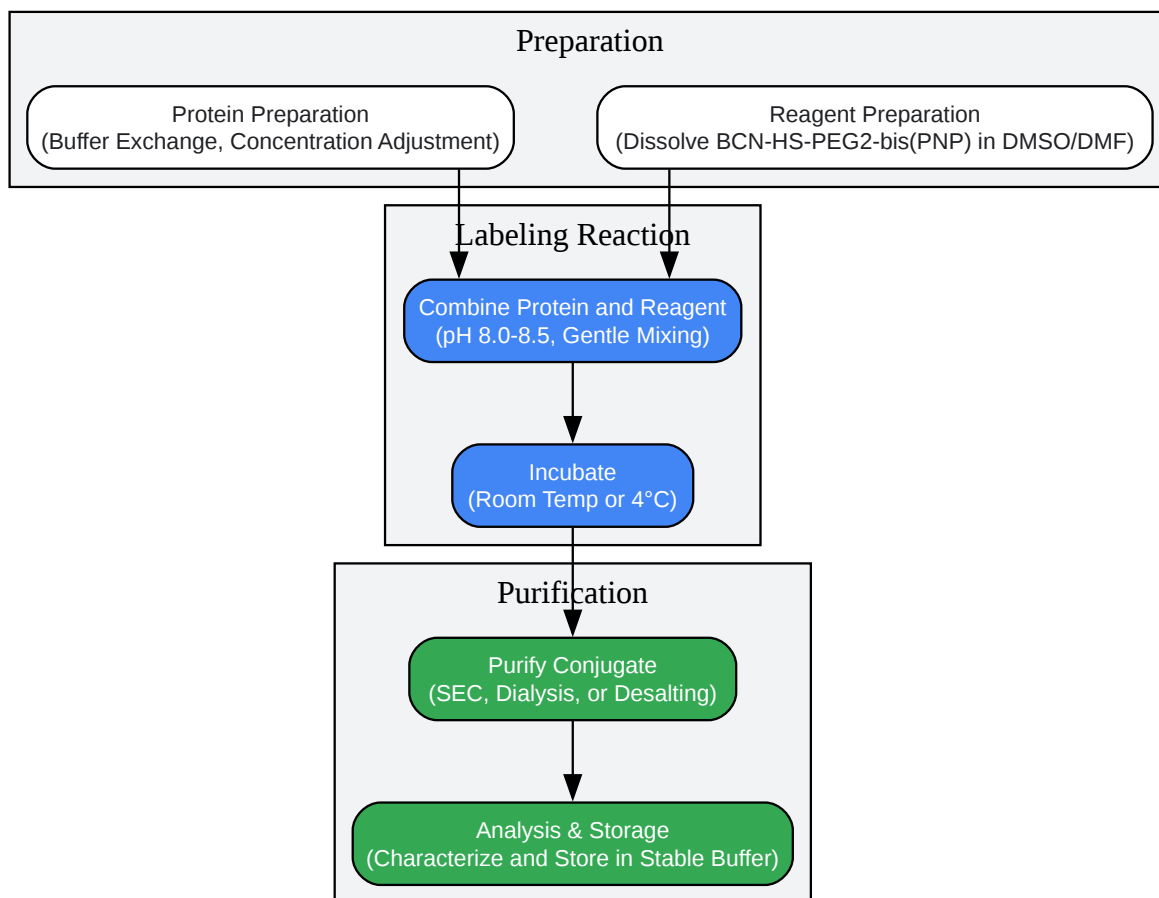 Preparation
Protein Preparation
(Buffer Exchange, Concentration Adjustment)
Reagent Preparation
(Dissolve BCN-HS-PEG2-bis(PNP) in DMSO/DMF)
Labeling Reaction
Combine Protein and Reagent
(pH 8.0-8.5, Gentle Mixing)
Incubate
(Room Temp or 4°C)
Purification
Purify Conjugate
(SEC, Dialysis, or Desalting)
Analysis & Storage
(Characterize and Store in Stable Buffer)